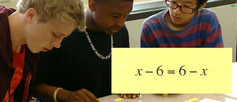 x – 6 = 6 – x